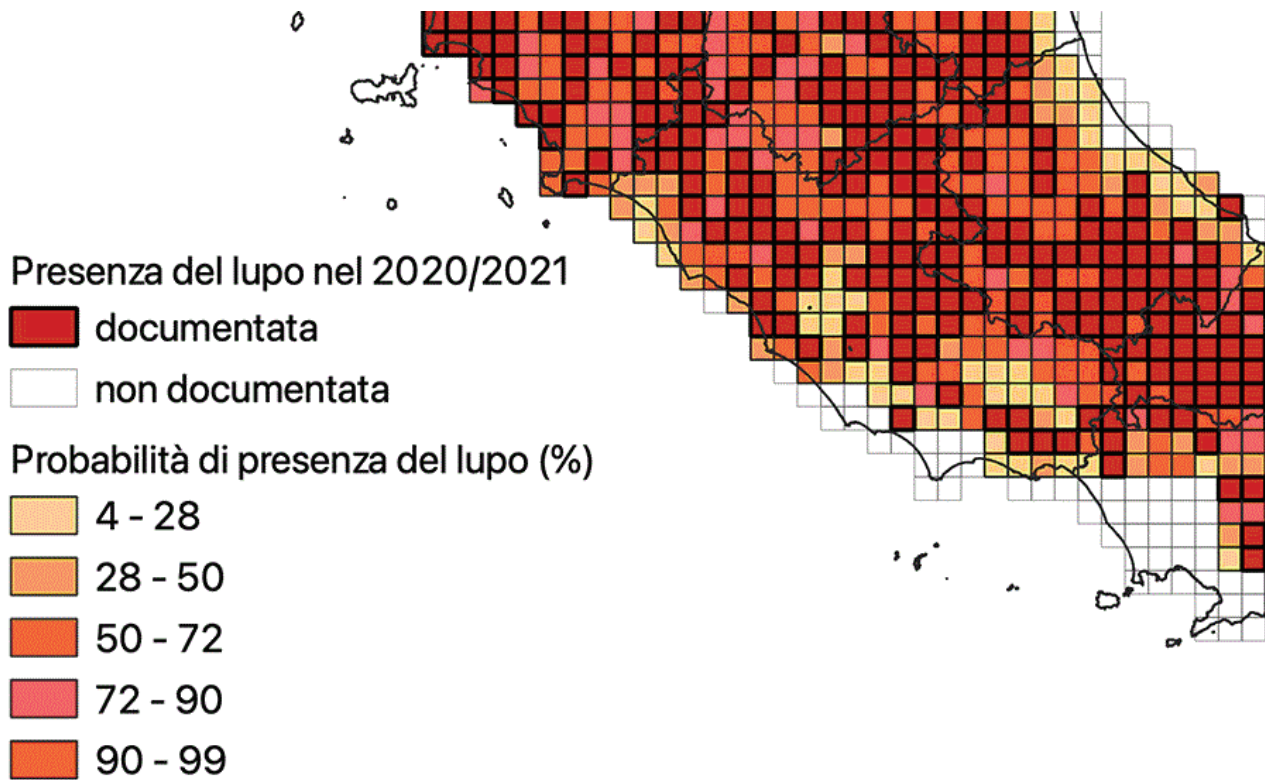 Presenza del lupo nel 2020/2021
documentata
non documentata
Probabilità di presenza del lupo (%)
4 - 28
28 - 50
50 - 72
72 - 90
90 - 99